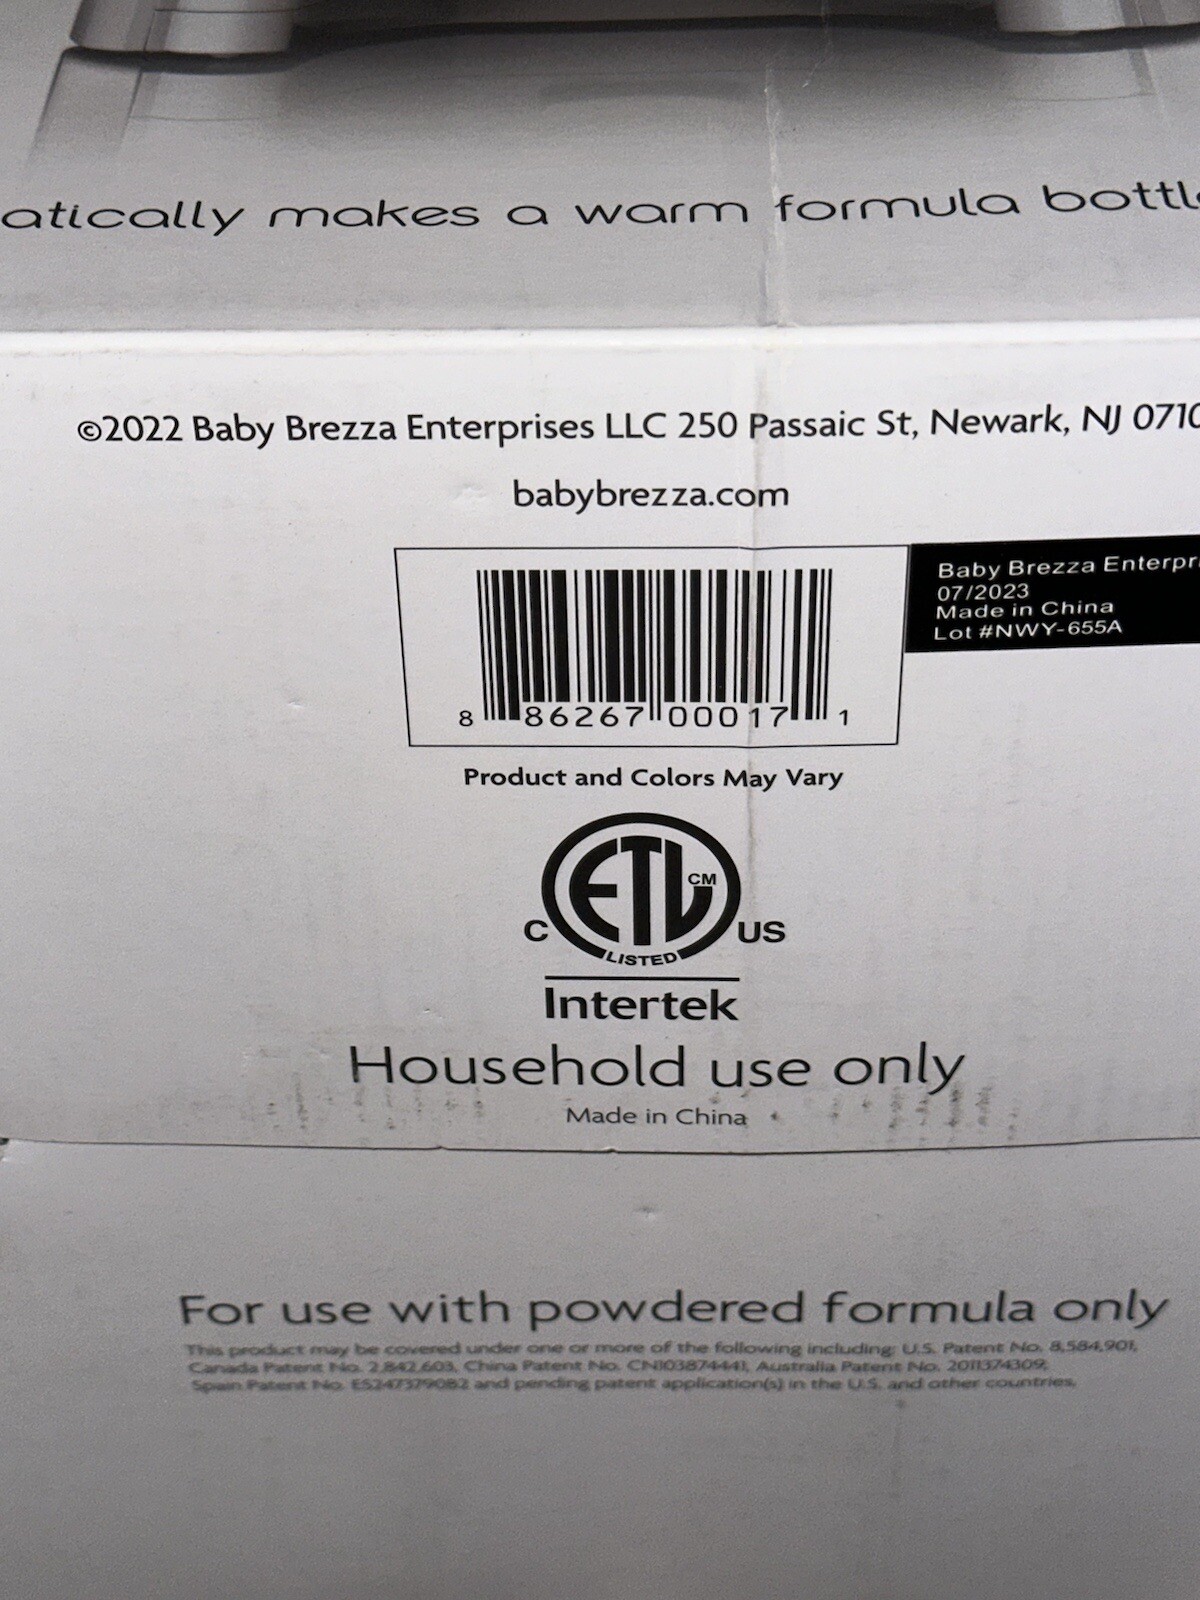 atically makes a warm formula bottl
©2022 Baby Brezza Enterprises LLC 250 Passaic St, Newark, NJ 0710
babybrezza.com
Baby Brezza Enterpr
07/2023
Made in China
Lot #NWY-655A
8 86267 00017 1
Product and Colors May Vary
ETL CM
C US
LISTED
Intertek
Household use only
Made in China
For use with powdered formula only
This product may be covered under one or more of the following including: U.S. Patent No. 8,584,901,
Canada Patent No. 2,842,603, China Patent No. CN103874441, Australia Patent No. 2011374309,
Spain Patent No. ES2473790B2 and pending patent application(s) in the U.S. and other countries.